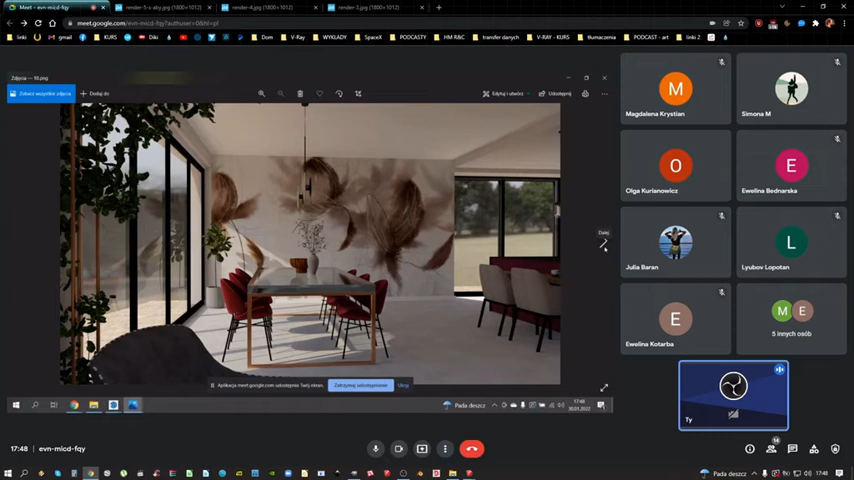 Meet – evn-micd-fqy
render-5-v-aby.jpg (1800×1012)
render-4.jpg (1800×1012)
render-3.jpg (1800×1012)
meet.google.com/evn-micd-fqy?authuser=0&hl=pl
linki
gmail
KURS
Dom
V-Ray
WYKŁADY
SpaceX
PODCASTY
HM R&C
transfer danych
V-RAY - KURS
tłumaczenia
PODCAST - art
linki 2
Zdjęcia — 10.png
Zobacz wszystkie zdjęcia
Dodaj do
Edytuj i utwórz
Udostępnij
Dalej
Aplikacja meet.google.com udostępnia Twój ekran.
Zatrzymaj udostępnianie
Ukryj
Pada deszcz
17:48
30.01.2022
M
Magdalena Krystian
Simona M
O
Olga Kurianowicz
E
Ewelina Bednarska
Julia Baran
L
Lyubov Lopotan
E
Ewelina Kotarba
M E
5 innych osób
Ty
17:48
evn-micd-fqy
14
Pada deszcz
17:48